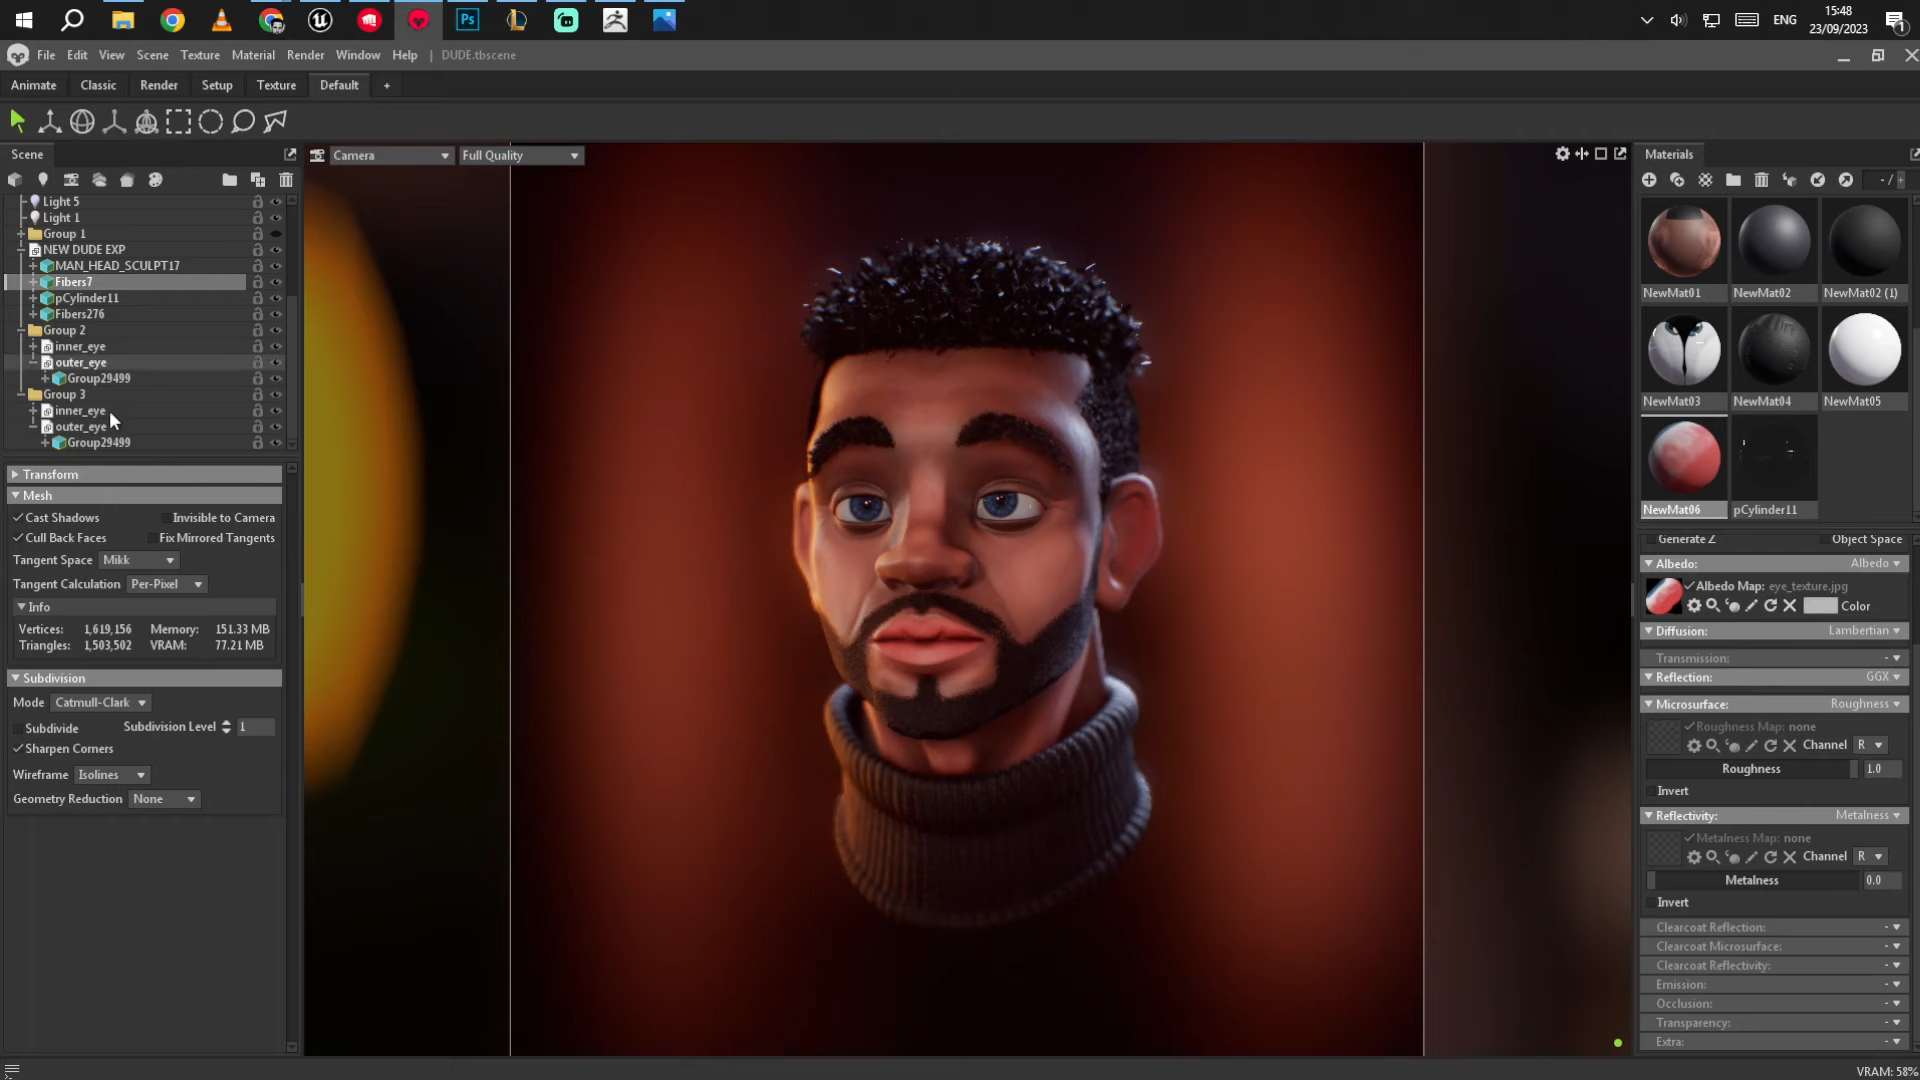 Ps
ENG
15:48
23/09/2023
1
File Edit View Scene Texture Material Render Window Help DUDE.tbscene
Animate Classic Render Setup Texture Default +
Scene
Camera
Full Quality
Light 5
Light 1
Group 1
NEW DUDE EXP
MAN_HEAD_SCULPT17
Fibers7
pCylinder11
Fibers276
Group 2
inner_eye
outer_eye
Group29499
Group 3
inner_eye
outer_eye
Group29499
Transform
Mesh
Cast Shadows Invisible to Camera
Cull Back Faces Fix Mirrored Tangents
Tangent Space Mikk
Tangent Calculation Per-Pixel
Info
Vertices: 1,619,156 Memory: 151.33 MB
Triangles: 1,503,502 VRAM: 77.21 MB
Subdivision
Mode Catmull-Clark
Subdivide Subdivision Level 1
Sharpen Corners
Wireframe Isolines
Geometry Reduction None
Materials
- /
NewMat01 NewMat02 NewMat02 (1)
NewMat03 NewMat04 NewMat05
NewMat06 pCylinder11
Generate Z Object Space
Albedo: Albedo
Albedo Map: eye_texture.jpg
Color
Diffusion: Lambertian
Transmission: -
Reflection: GGX
Microsurface: Roughness
Roughness Map: none
Channel R
Roughness 1.0
Invert
Reflectivity: Metalness
Metalness Map: none
Channel R
Metalness 0.0
Invert
Clearcoat Reflection: -
Clearcoat Microsurface: -
Clearcoat Reflectivity: -
Emission: -
Occlusion: -
Transparency: -
Extra: -
VRAM: 58%